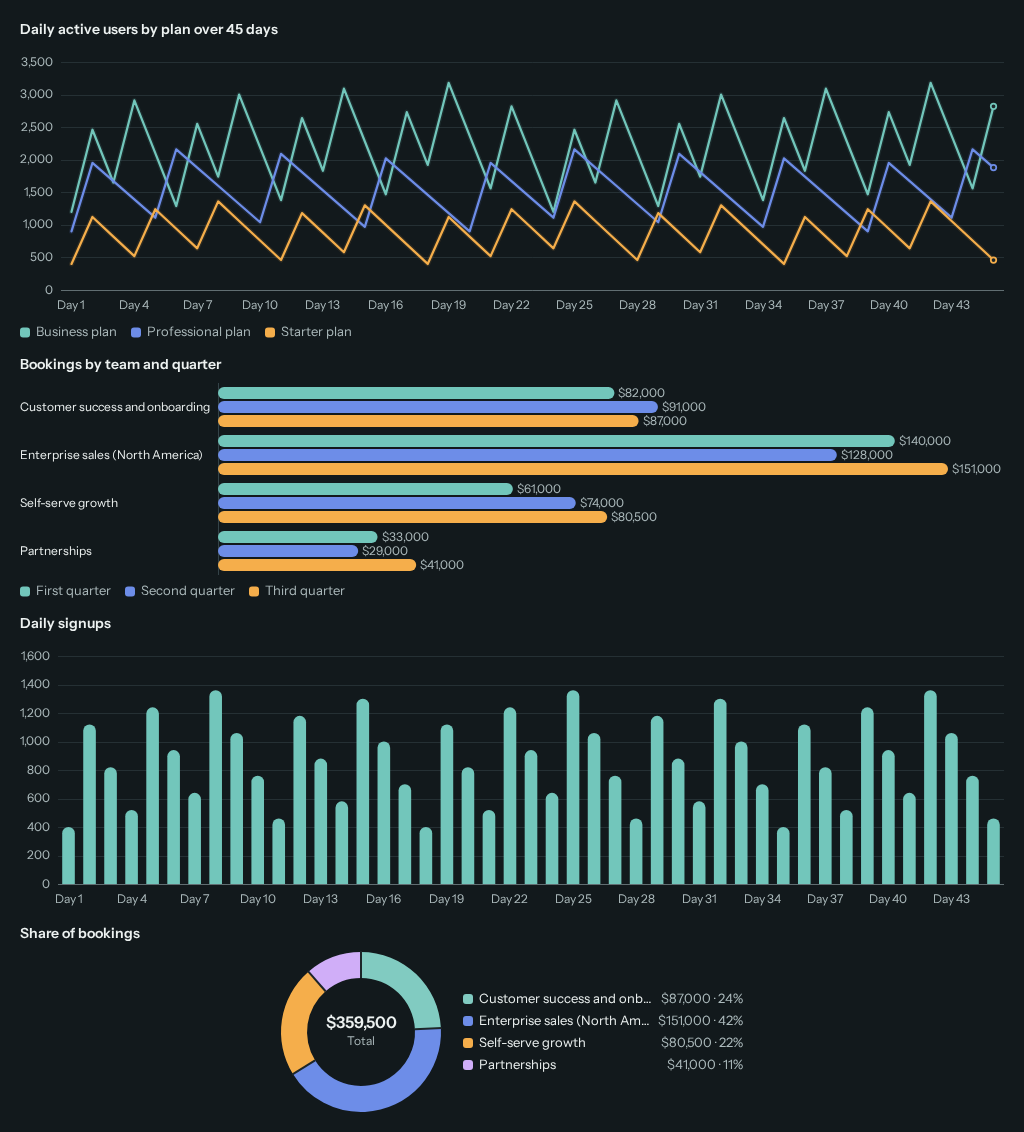 Daily active users by plan over 45 days
3,500
3,000
2,500
2,000
1,500
1,000
500
0
Day 1 Day 4 Day 7 Day 10 Day 13 Day 16 Day 19 Day 22 Day 25 Day 28 Day 31 Day 34 Day 37 Day 40 Day 43
Business plan Professional plan Starter plan
Bookings by team and quarter
$82,000
Customer success and onboarding $91,000
$87,000
$140,000
Enterprise sales (North America) $128,000
$151,000
$61,000
Self-serve growth $74,000
$80,500
$33,000
Partnerships $29,000
$41,000
First quarter Second quarter Third quarter
Daily signups
1,600
1,400
1,200
1,000
800
600
400
200
0
Day 1 Day 4 Day 7 Day 10 Day 13 Day 16 Day 19 Day 22 Day 25 Day 28 Day 31 Day 34 Day 37 Day 40 Day 43
Share of bookings
$359,500
Total
Customer success and onb... $87,000 · 24%
Enterprise sales (North Am... $151,000 · 42%
Self-serve growth $80,500 · 22%
Partnerships $41,000 · 11%